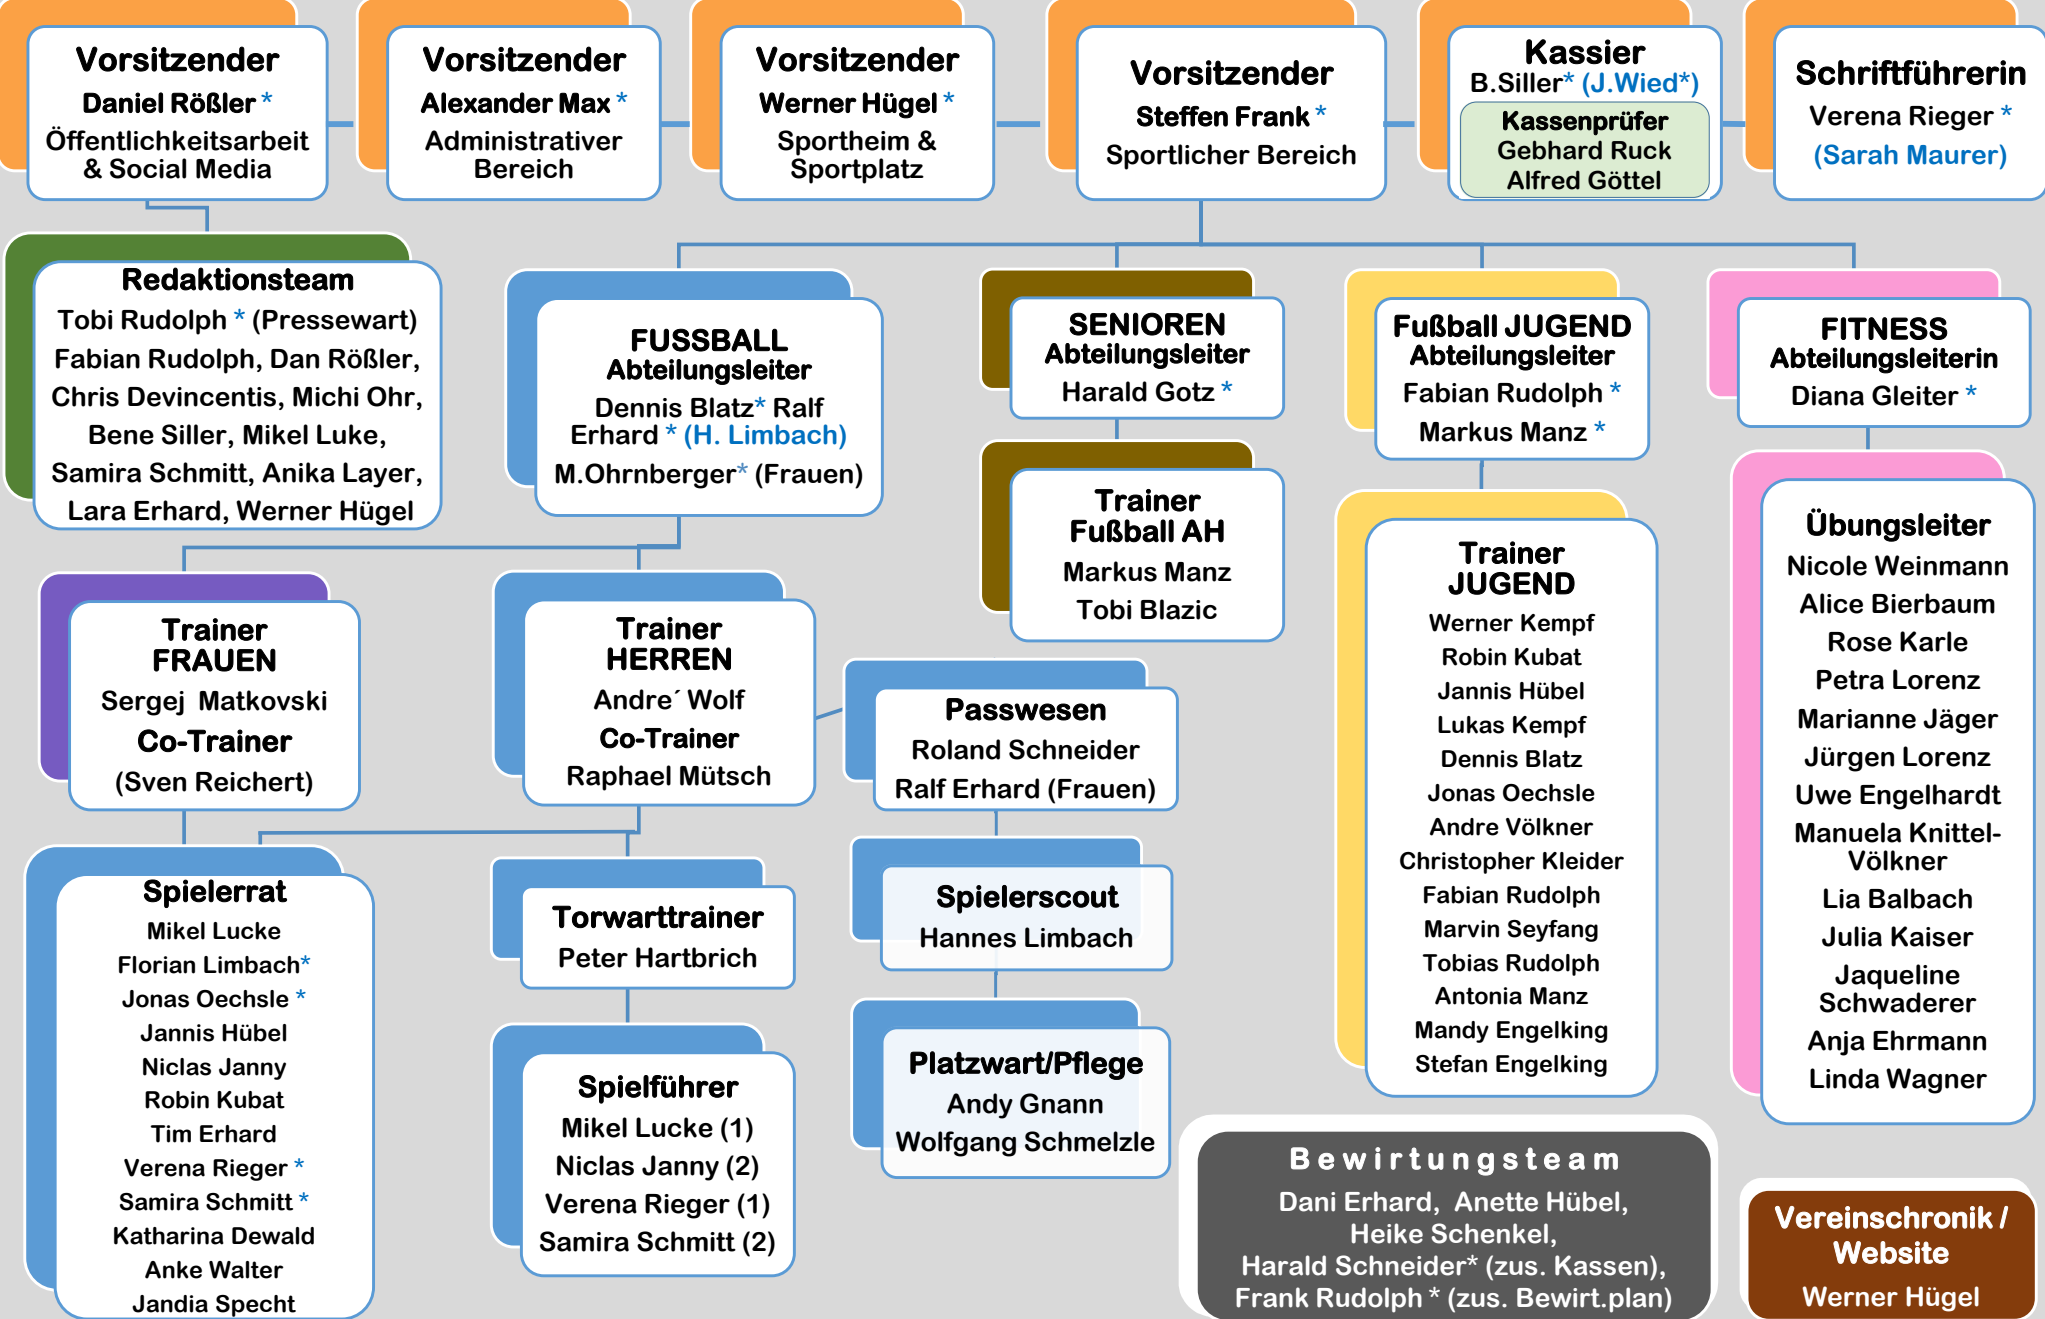 Vorsitzender
Daniel Rößler *
Öffentlichkeitsarbeit
& Social Media
Vorsitzender
Alexander Max *
Administrativer
Bereich
Vorsitzender
Werner Hügel *
Sportheim &
Sportplatz
Vorsitzender
Steffen Frank *
Sportlicher Bereich
Kassier
B.Siller* (J.Wied*)
Kassenprüfer
Gebhard Ruck
Alfred Göttel
Schriftführerin
Verena Rieger *
(Sarah Maurer)
Redaktionsteam
Tobi Rudolph * (Pressewart)
Fabian Rudolph, Dan Rößler,
Chris Devincentis, Michi Ohr,
Bene Siller, Mikel Luke,
Samira Schmitt, Anika Layer,
Lara Erhard, Werner Hügel
FUSSBALL
Abteilungsleiter
Dennis Blatz* Ralf
Erhard * (H. Limbach)
M.Ohrnberger* (Frauen)
SENIOREN
Abteilungsleiter
Harald Gotz *
Fußball JUGEND
Abteilungsleiter
Fabian Rudolph *
Markus Manz *
FITNESS
Abteilungsleiterin
Diana Gleiter *
Trainer
Fußball AH
Markus Manz
Tobi Blazic
Trainer
JUGEND
Werner Kempf
Robin Kubat
Jannis Hübel
Lukas Kempf
Dennis Blatz
Jonas Oechsle
Andre Völkner
Christopher Kleider
Fabian Rudolph
Marvin Seyfang
Tobias Rudolph
Antonia Manz
Mandy Engelking
Stefan Engelking
Übungsleiter
Nicole Weinmann
Alice Bierbaum
Rose Karle
Petra Lorenz
Marianne Jäger
Jürgen Lorenz
Uwe Engelhardt
Manuela Knittel-
Völkner
Lia Balbach
Julia Kaiser
Jaqueline
Schwaderer
Anja Ehrmann
Linda Wagner
Trainer
FRAUEN
Sergej Matkovski
Co-Trainer
(Sven Reichert)
Trainer
HERREN
Andre´ Wolf
Co-Trainer
Raphael Mütsch
Passwesen
Roland Schneider
Ralf Erhard (Frauen)
Spielerrat
Mikel Lucke
Florian Limbach*
Jonas Oechsle *
Jannis Hübel
Niclas Janny
Robin Kubat
Tim Erhard
Verena Rieger *
Samira Schmitt *
Katharina Dewald
Anke Walter
Jandia Specht
Torwarttrainer
Peter Hartbrich
Spielführer
Mikel Lucke (1)
Niclas Janny (2)
Verena Rieger (1)
Samira Schmitt (2)
Spielerscout
Hannes Limbach
Platzwart/Pflege
Andy Gnann
Wolfgang Schmelzle
Bewirtungsteam
Dani Erhard, Anette Hübel,
Heike Schenkel,
Harald Schneider* (zus. Kassen),
Frank Rudolph * (zus. Bewirt.plan)
Vereinschronik /
Website
Werner Hügel